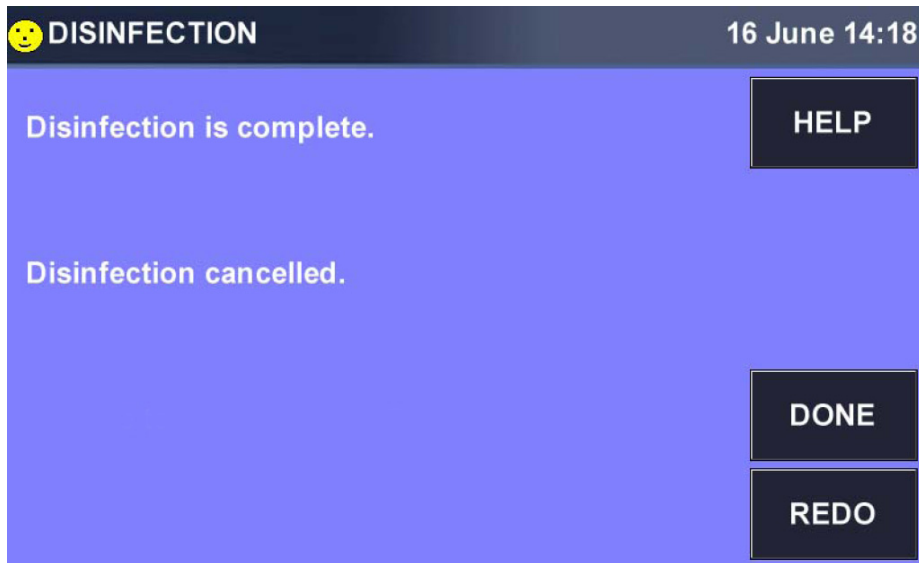 DISINFECTION 16 June 14:18
Disinfection is complete.
HELP
Disinfection cancelled.
DONE
REDO